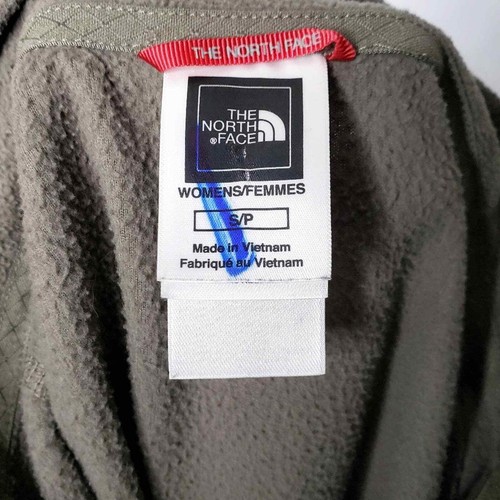 THE NORTH FACE
THE
NORTH
®FACE
WOMENS/FEMMES
S/P
Made in Vietnam
Fabriqué au Vietnam